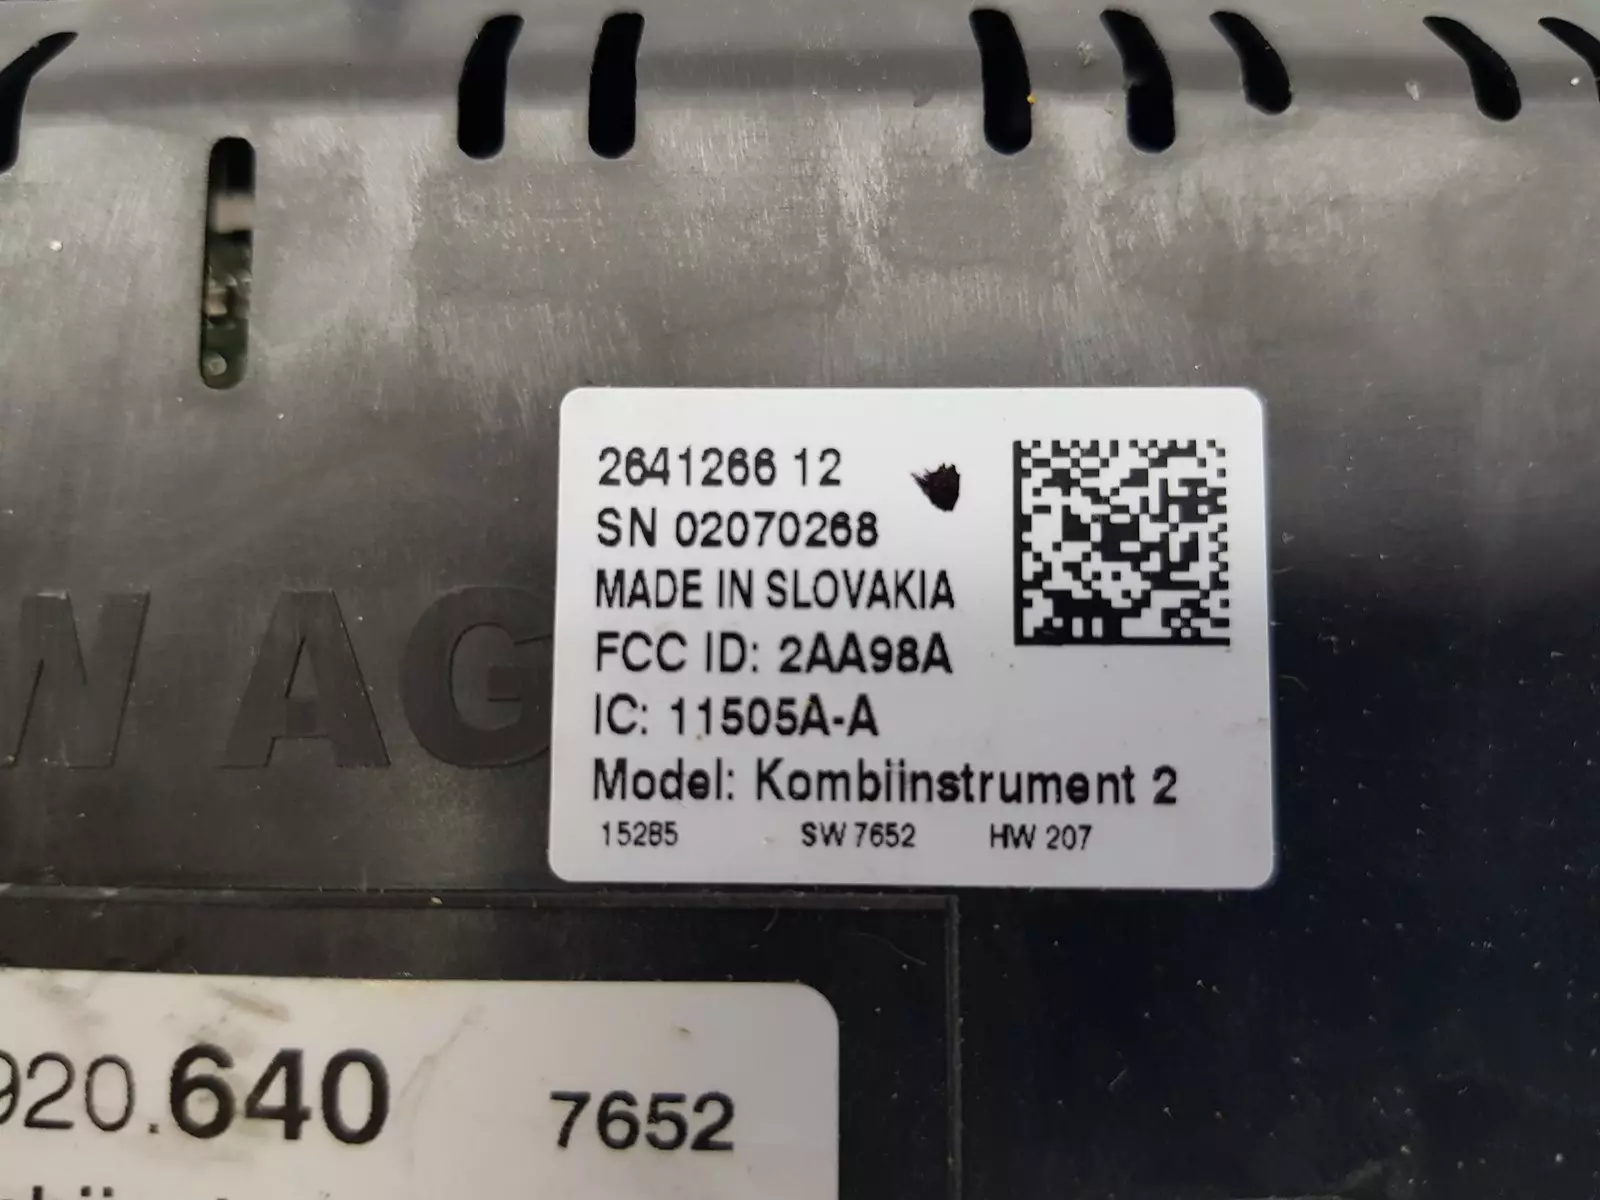 2641266 12
SN 02070268
MADE IN SLOVAKIA
FCC ID: 2AA98A
IC: 11505A-A
Model: Kombiinstrument 2
15285 SW 7652 HW 207
W AG
920.640 7652